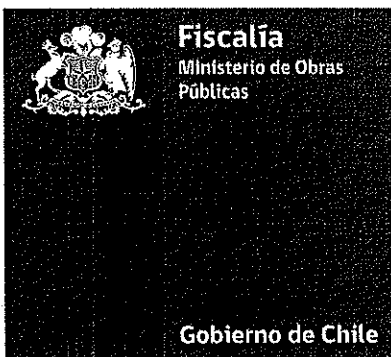 Fiscalía
Ministerio de Obras
Públicas
Gobierno de Chile